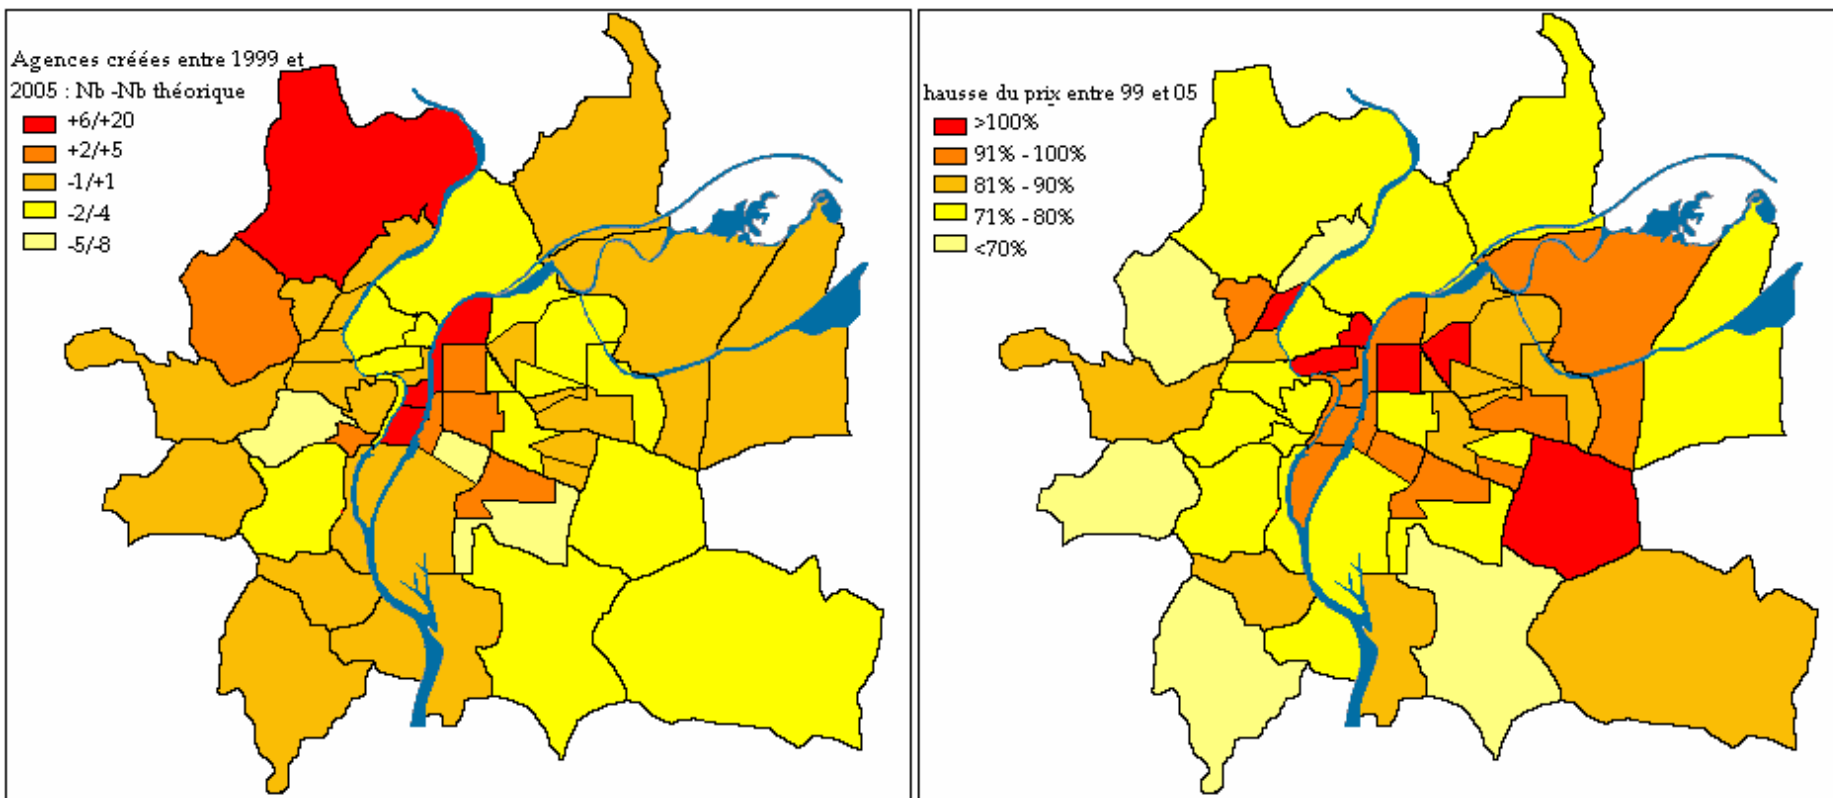 Agences créées entre 1999 et
2005 : Nb -Nb théorique
+6/+20
+2/+5
-1/+1
-2/-4
-5/-8
hausse du prix entre 99 et 05
>100%
91% - 100%
81% - 90%
71% - 80%
<70%